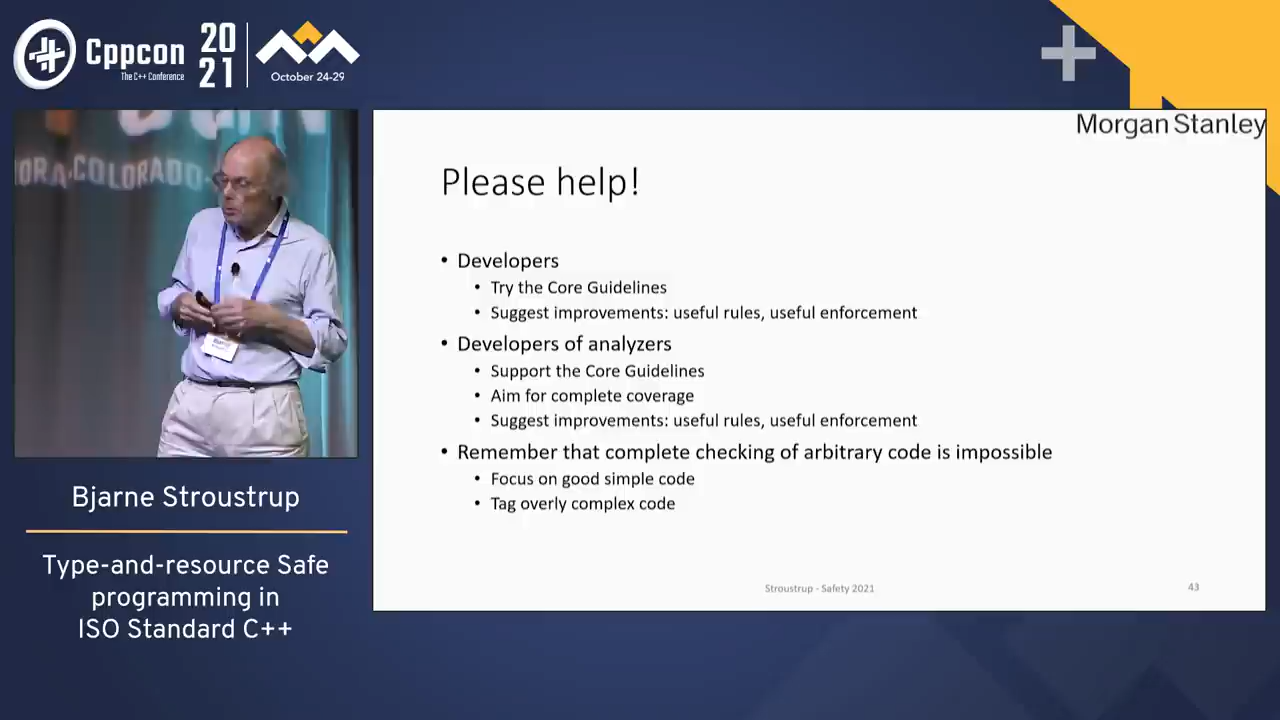 Cppcon
The C++ Conference
20
21
October 24-29
Morgan Stanley
ORA·COLORADO
Bjarne Stroustrup
Type-and-resource Safe
programming in
ISO Standard C++
Please help!
• Developers
• Try the Core Guidelines
• Suggest improvements: useful rules, useful enforcement
• Developers of analyzers
• Support the Core Guidelines
• Aim for complete coverage
• Suggest improvements: useful rules, useful enforcement
• Remember that complete checking of arbitrary code is impossible
• Focus on good simple code
• Tag overly complex code
Stroustrup - Safety 2021
43